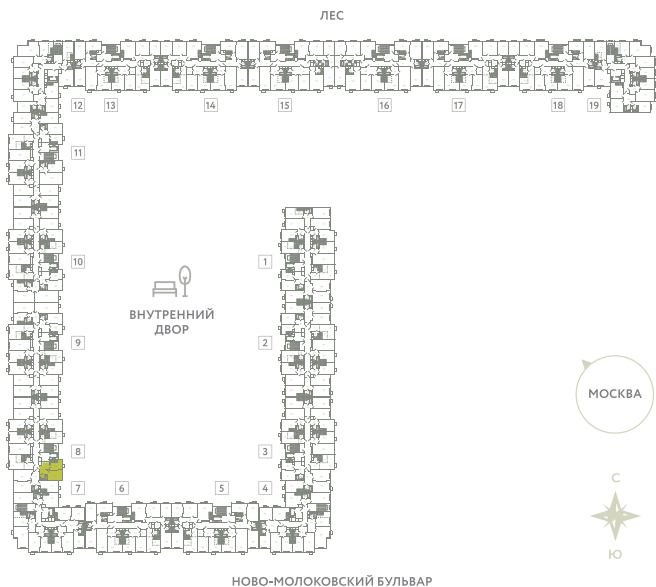 ЛЕС
12 13 14 15 16 17 18 19
11
10 1
ВНУТРЕННИЙ
ДВОР
9 2
МОСКВА
8 3
7 6 5 4
С
Ю
НОВО-МОЛОКОВСКИЙ БУЛЬВАР